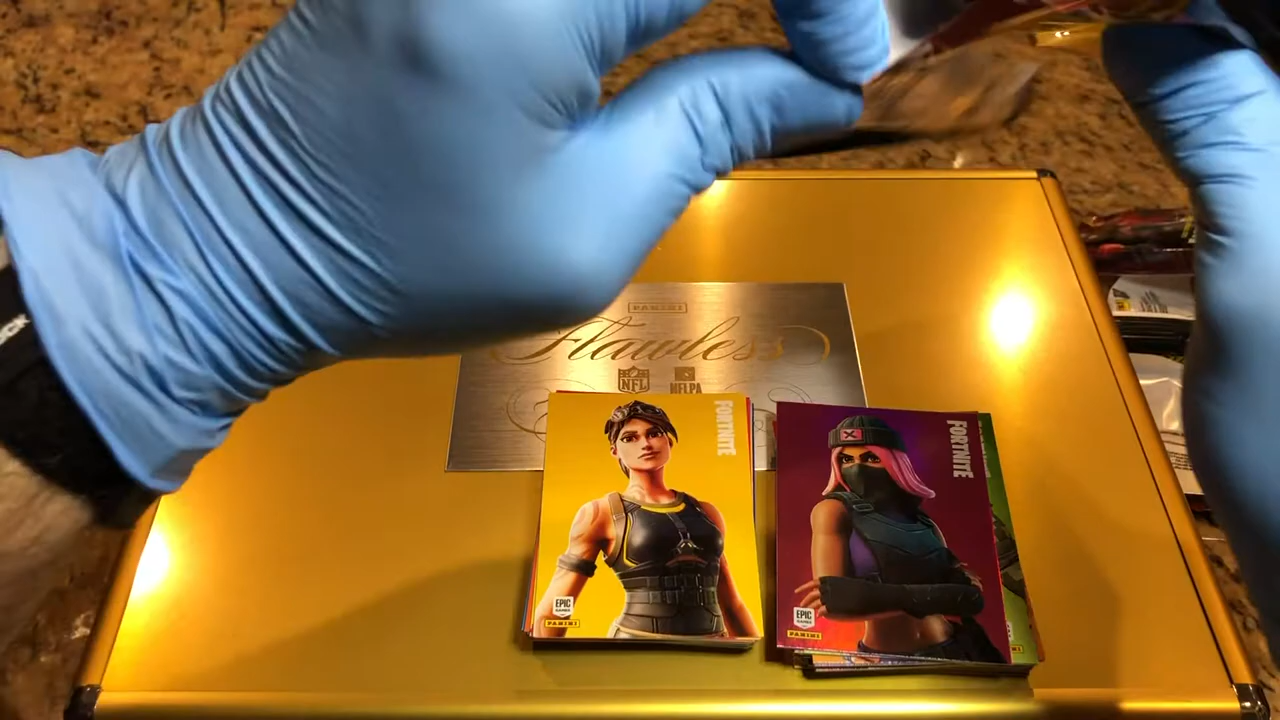 PANINI
Flawless
NFL
NFLPA
FORTNITE
EPIC
GAMES
PANINI
FORTNITE
EPIC
GAMES
PANINI